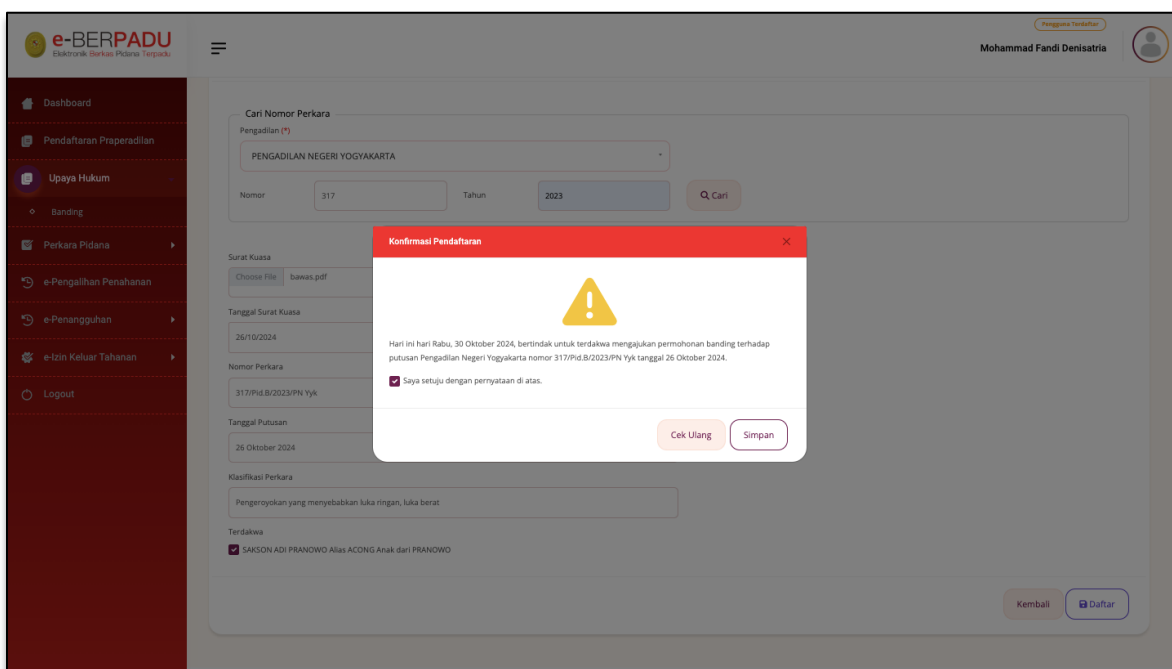 e-BERPADU
Elektronik Berkas Pidana Terpadu
Pengguna Terdaftar
Mohammad Fandi Denisatria
Dashboard
Pendaftaran Praperadilan
Upaya Hukum
Banding
Perkara Pidana
e-Pengalihan Penahanan
e-Penangguhan
e-Izin Keluar Tahanan
Logout
Cari Nomor Perkara
Pengadilan (*)
PENGADILAN NEGERI YOGYAKARTA
Nomor 317 Tahun 2023 Cari
Surat Kuasa
Choose File bawas.pdf
Tanggal Surat Kuasa
26/10/2024
Nomor Perkara
317/Pid.B/2023/PN Yyk
Tanggal Putusan
26 Oktober 2024
Klasifikasi Perkara
Pengeroyokan yang menyebabkan luka ringan, luka berat
Terdakwa
SAKSON ADI PRANOWO Alias ACONG Anak dari PRANOWO
Kembali Daftar
Konfirmasi Pendaftaran
Hari ini hari Rabu, 30 Oktober 2024, bertindak untuk terdakwa mengajukan permohonan banding terhadap
putusan Pengadilan Negeri Yogyakarta nomor 317/Pid.B/2023/PN Yyk tanggal 26 Oktober 2024.
Saya setuju dengan pernyataan di atas.
Cek Ulang Simpan